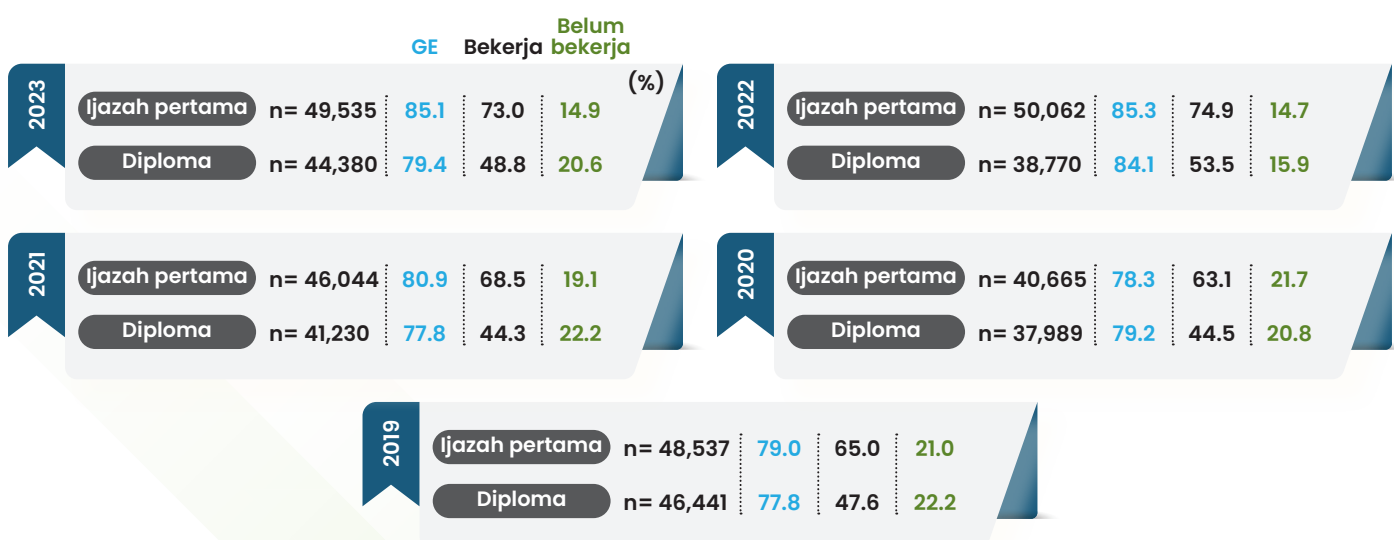 GE Bekerja Belum bekerja
(%)
2023
Ijazah pertama n= 49,535 85.1 73.0 14.9
Diploma n= 44,380 79.4 48.8 20.6
2022
Ijazah pertama n= 50,062 85.3 74.9 14.7
Diploma n= 38,770 84.1 53.5 15.9
2021
Ijazah pertama n= 46,044 80.9 68.5 19.1
Diploma n= 41,230 77.8 44.3 22.2
2020
Ijazah pertama n= 40,665 78.3 63.1 21.7
Diploma n= 37,989 79.2 44.5 20.8
2019
Ijazah pertama n= 48,537 79.0 65.0 21.0
Diploma n= 46,441 77.8 47.6 22.2